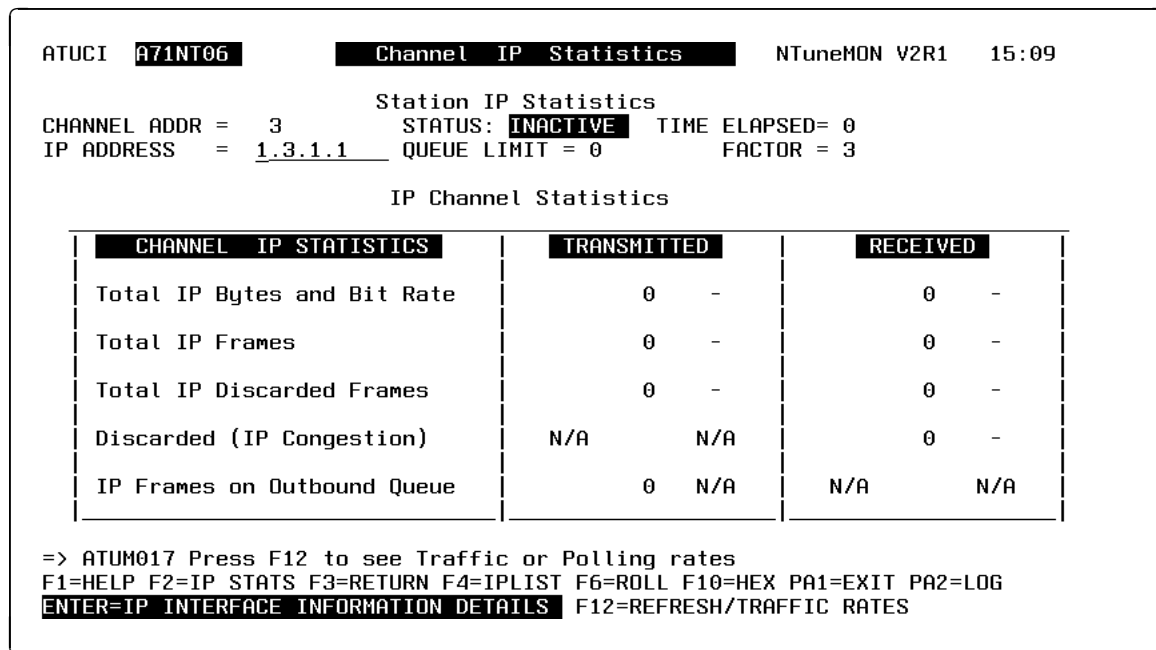 ATUCI A71NT06 Channel IP Statistics NTuneMON V2R1 15:09
Station IP Statistics
CHANNEL ADDR = 3 STATUS: INACTIVE TIME ELAPSED= 0
IP ADDRESS = 1.3.1.1 QUEUE LIMIT = 0 FACTOR = 3
IP Channel Statistics
CHANNEL IP STATISTICS TRANSMITTED RECEIVED
Total IP Bytes and Bit Rate 0 - 0 -
Total IP Frames 0 - 0 -
Total IP Discarded Frames 0 - 0 -
Discarded (IP Congestion) N/A N/A 0 -
IP Frames on Outbound Queue 0 N/A N/A N/A
=> ATUM017 Press F12 to see Traffic or Polling rates
F1=HELP F2=IP STATS F3=RETURN F4=IPLIST F6=ROLL F10=HEX PA1=EXIT PA2=LOG
ENTER=IP INTERFACE INFORMATION DETAILS F12=REFRESH/TRAFFIC RATES